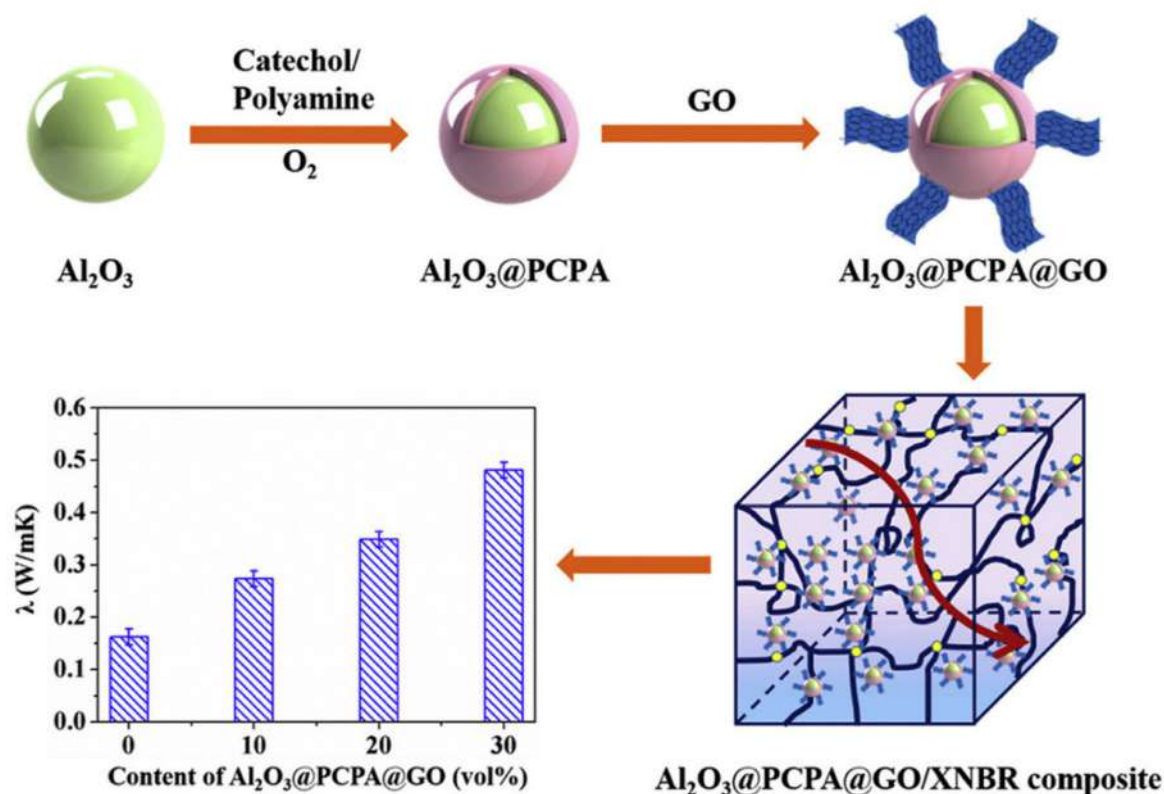 Catechol/
Polyamine
O₂
GO
Al₂O₃
Al₂O₃@PCPA
Al₂O₃@PCPA@GO
0.6
0.5
0.4
0.3
0.2
0.1
0.0
λ (W/mK)
0 10 20 30
Content of Al₂O₃@PCPA@GO (vol%)
Al₂O₃@PCPA@GO/XNBR composite